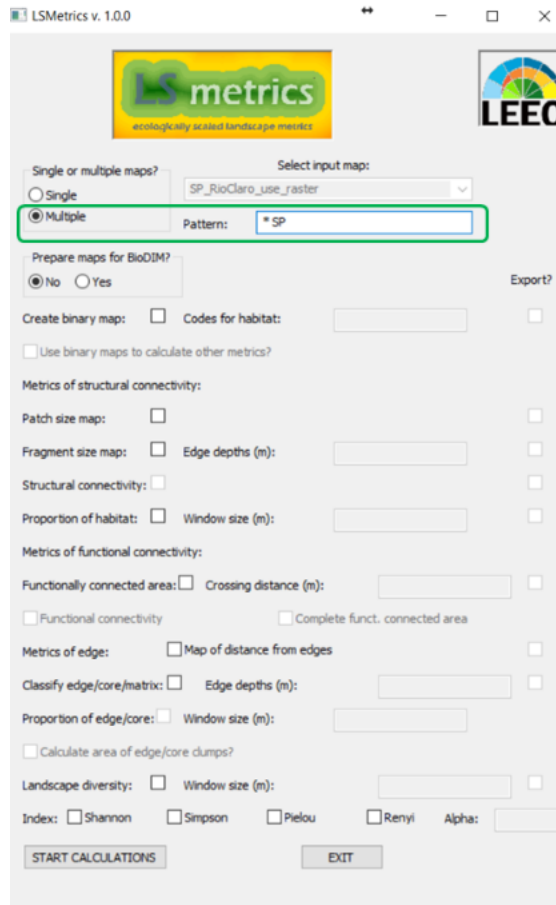 LSMetrics v. 1.0.0
LS metrics
ecologically scaled landscape metrics
LEEC
Single or multiple maps?
Select input map:
Single
SP_RioClaro_use_raster
Multiple
Pattern:
* SP
Prepare maps for BioDIM?
No
Yes
Export?
Create binary map:
Codes for habitat:
Use binary maps to calculate other metrics?
Metrics of structural connectivity:
Patch size map:
Fragment size map:
Edge depths (m):
Structural connectivity:
Proportion of habitat:
Window size (m):
Metrics of functional connectivity:
Functionally connected area:
Crossing distance (m):
Functional connectivity
Complete funct. connected area
Metrics of edge:
Map of distance from edges
Classify edge/core/matrix:
Edge depths (m):
Proportion of edge/core:
Window size (m):
Calculate area of edge/core clumps?
Landscape diversity:
Window size (m):
Index:
Shannon
Simpson
Pielou
Renyi
Alpha:
START CALCULATIONS
EXIT